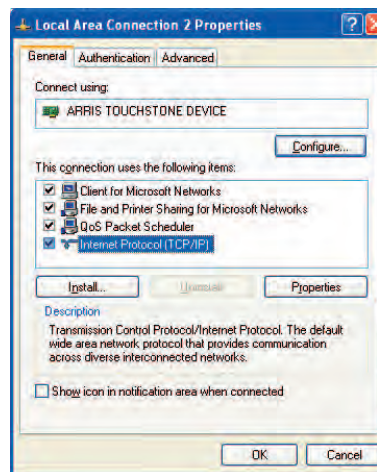 Local Area Connection 2 Properties
General Authentication Advanced
Connect using:
ARRIS TOUCHSTONE DEVICE
Configure...
This connection uses the following items:
Client for Microsoft Networks
File and Printer Sharing for Microsoft Networks
QoS Packet Scheduler
Internet Protocol (TCP/IP)
Install... Uninstall Properties
Description
Transmission Control Protocol/Internet Protocol. The default
wide area network protocol that provides communication
across diverse interconnected networks.
Show icon in notification area when connected
OK Cancel